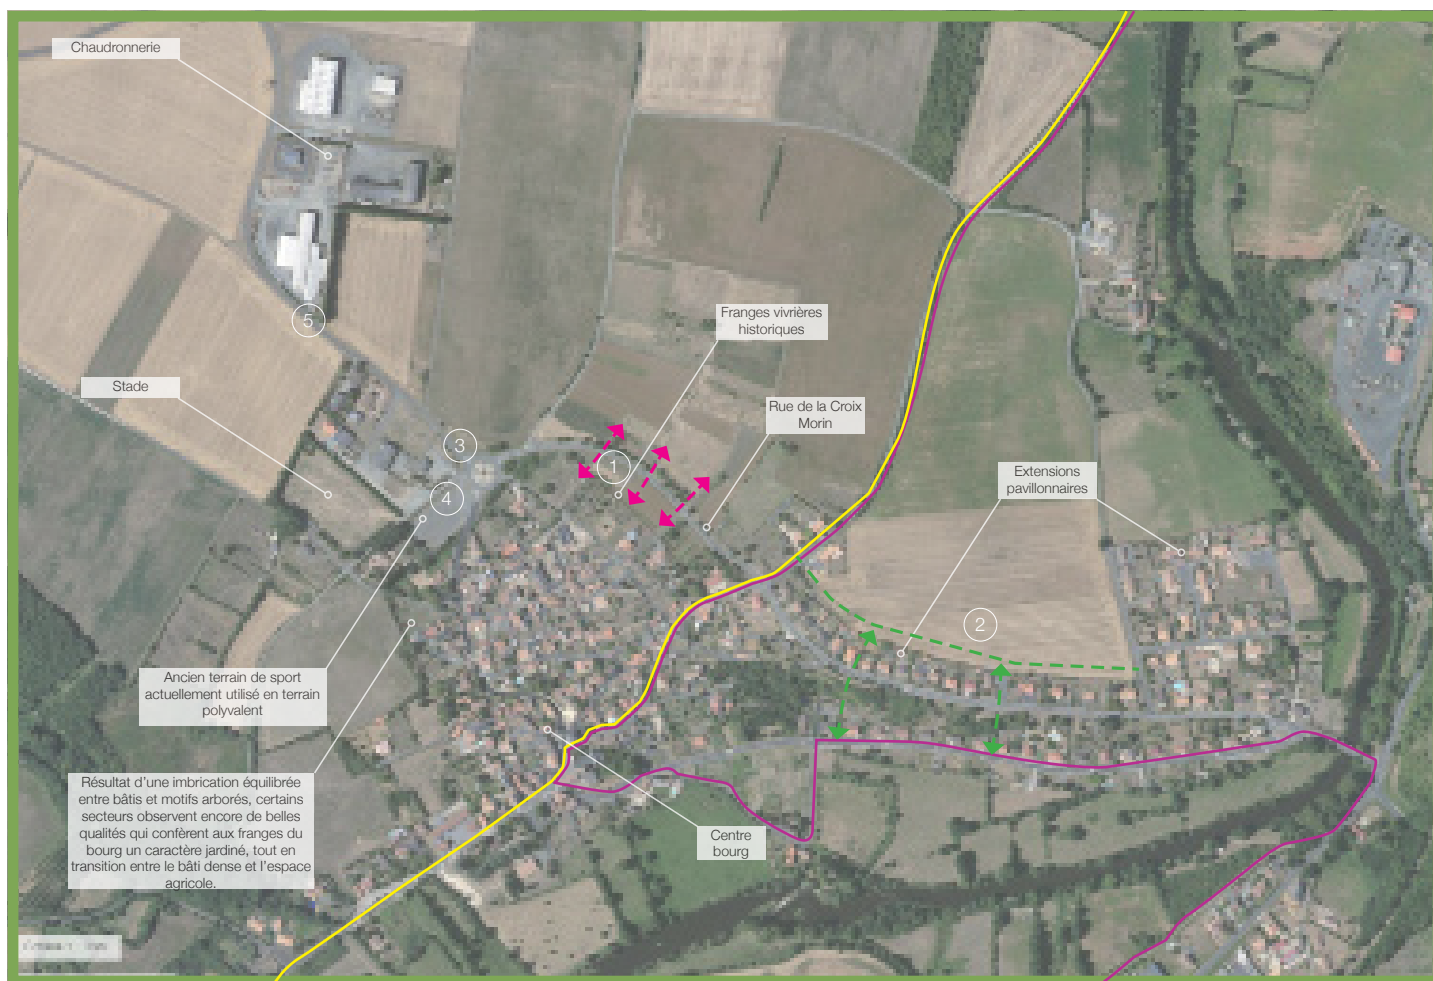 Chaudronnerie
Franges vivrières
historiques
5
Stade
Rue de la Croix
Morin
3
1
Extensions
pavillonnaires
4
2
Ancien terrain de sport
actuellement utilisé en terrain
polyvalent
Résultat d'une imbrication équilibrée
entre bâtis et motifs arborés, certains
secteurs observent encore de belles
qualités qui confèrent aux franges du
bourg un caractère jardiné, tout en
transition entre le bâti dense et l'espace
agricole.
Centre
bourg